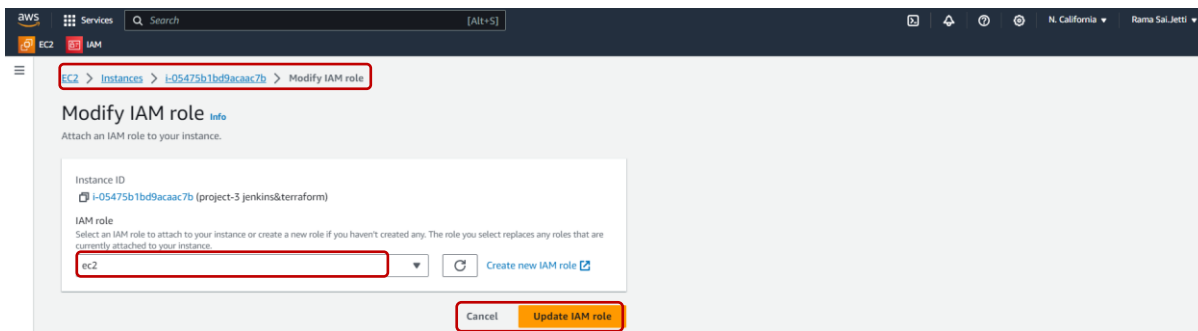 aws Services Search [Alt+S] N. California Rama Sai.Jetti
EC2 IAM
EC2 > Instances > i-05475b1bd9acaac7b > Modify IAM role
Modify IAM role Info
Attach an IAM role to your instance.
Instance ID
i-05475b1bd9acaac7b (project-3 jenkins&terraform)
IAM role
Select an IAM role to attach to your instance or create a new role if you haven't created any. The role you select replaces any roles that are
currently attached to your instance.
ec2 Create new IAM role
Cancel Update IAM role